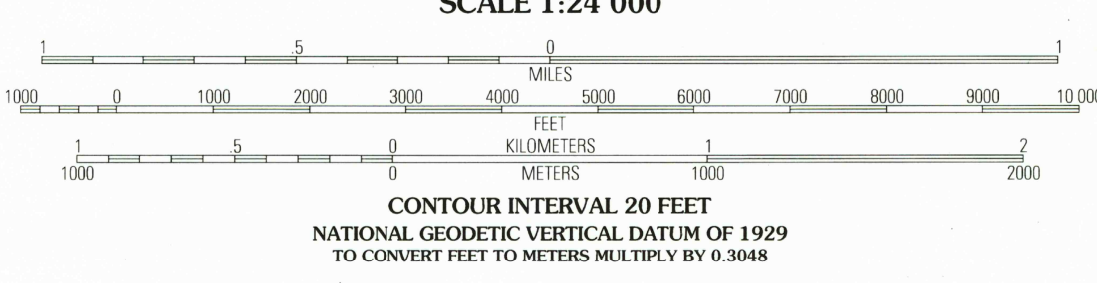 SCALE 1:24 000
1 .5 0 1
MILES
1000 0 1000 2000 3000 4000 5000 6000 7000 8000 9000 10 000
FEET
1 .5 0 KILOMETERS 1 2
1000 0 METERS 1000 2000
CONTOUR INTERVAL 20 FEET
NATIONAL GEODETIC VERTICAL DATUM OF 1929
TO CONVERT FEET TO METERS MULTIPLY BY 0.3048